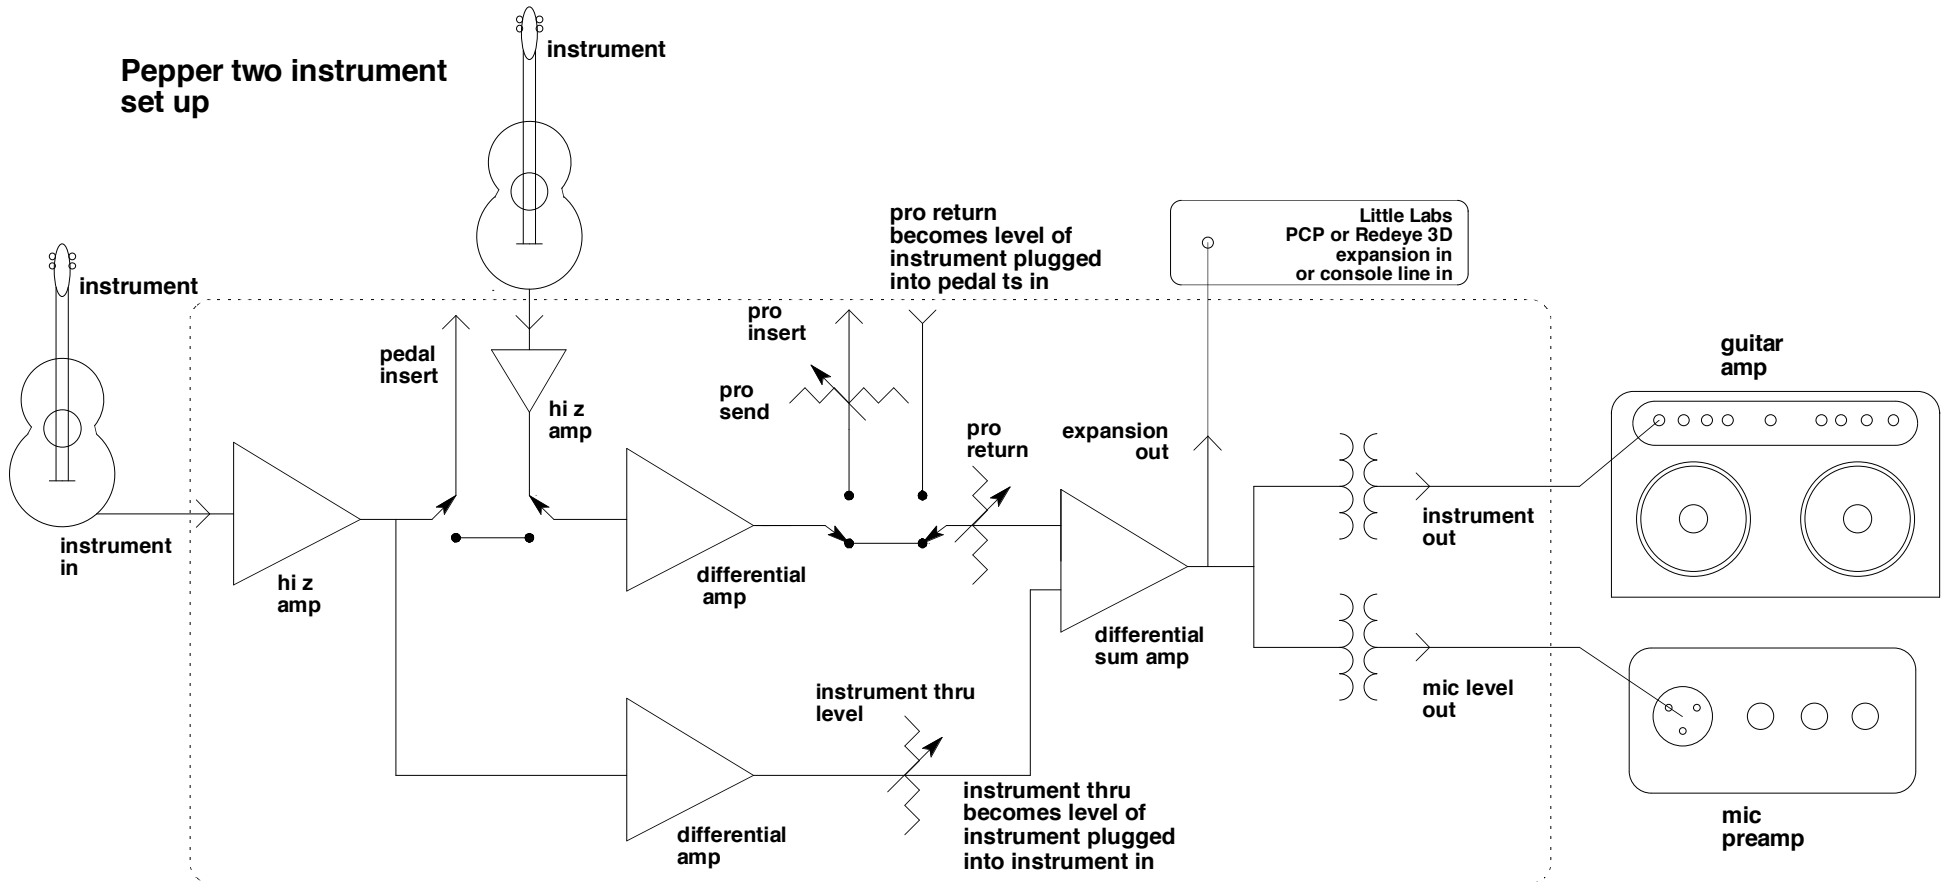 Pepper two instrument
set up
instrument
instrument
pro return
becomes level of
instrument plugged
into pedal ts in
Little Labs
PCP or Redeye 3D
expansion in
or console line in
pedal
insert
hi z
amp
pro
insert
pro
send
pro
return
expansion
out
guitar
amp
instrument
in
hi z
amp
differential
amp
differential
sum amp
instrument
out
instrument thru
level
mic level
out
differential
amp
instrument thru
becomes level of
instrument plugged
into instrument in
mic
preamp